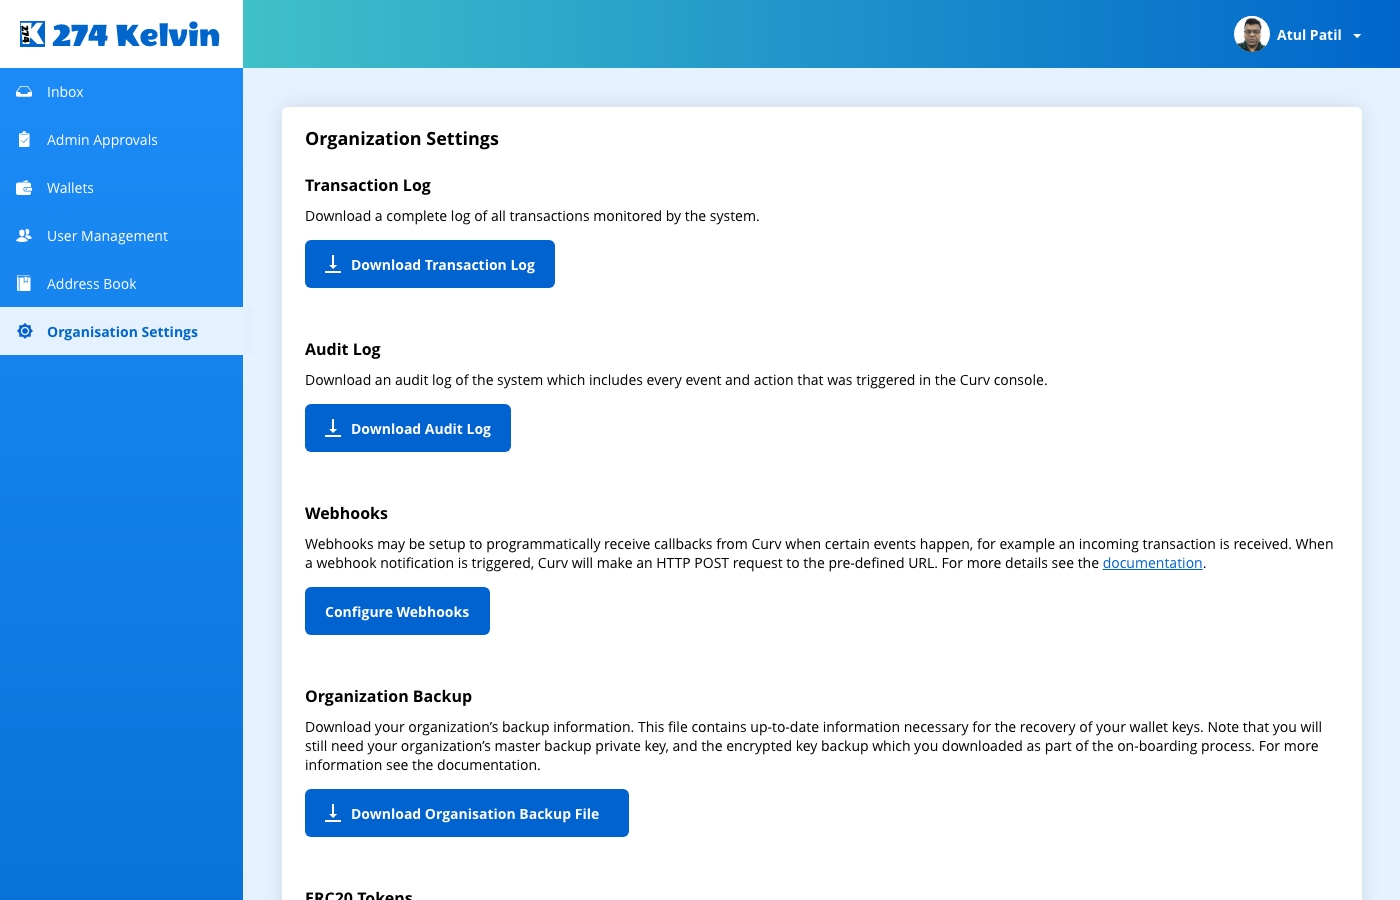 274 274 Kelvin
Atul Patil
Inbox
Admin Approvals
Wallets
User Management
Address Book
Organisation Settings
Organization Settings
Transaction Log
Download a complete log of all transactions monitored by the system.
Download Transaction Log
Audit Log
Download an audit log of the system which includes every event and action that was triggered in the Curv console.
Download Audit Log
Webhooks
Webhooks may be setup to programmatically receive callbacks from Curv when certain events happen, for example an incoming transaction is received. When
a webhook notification is triggered, Curv will make an HTTP POST request to the pre-defined URL. For more details see the documentation.
Configure Webhooks
Organization Backup
Download your organization’s backup information. This file contains up-to-date information necessary for the recovery of your wallet keys. Note that you will
still need your organization’s master backup private key, and the encrypted key backup which you downloaded as part of the on-boarding process. For more
information see the documentation.
Download Organisation Backup File
ERC20 Tokens